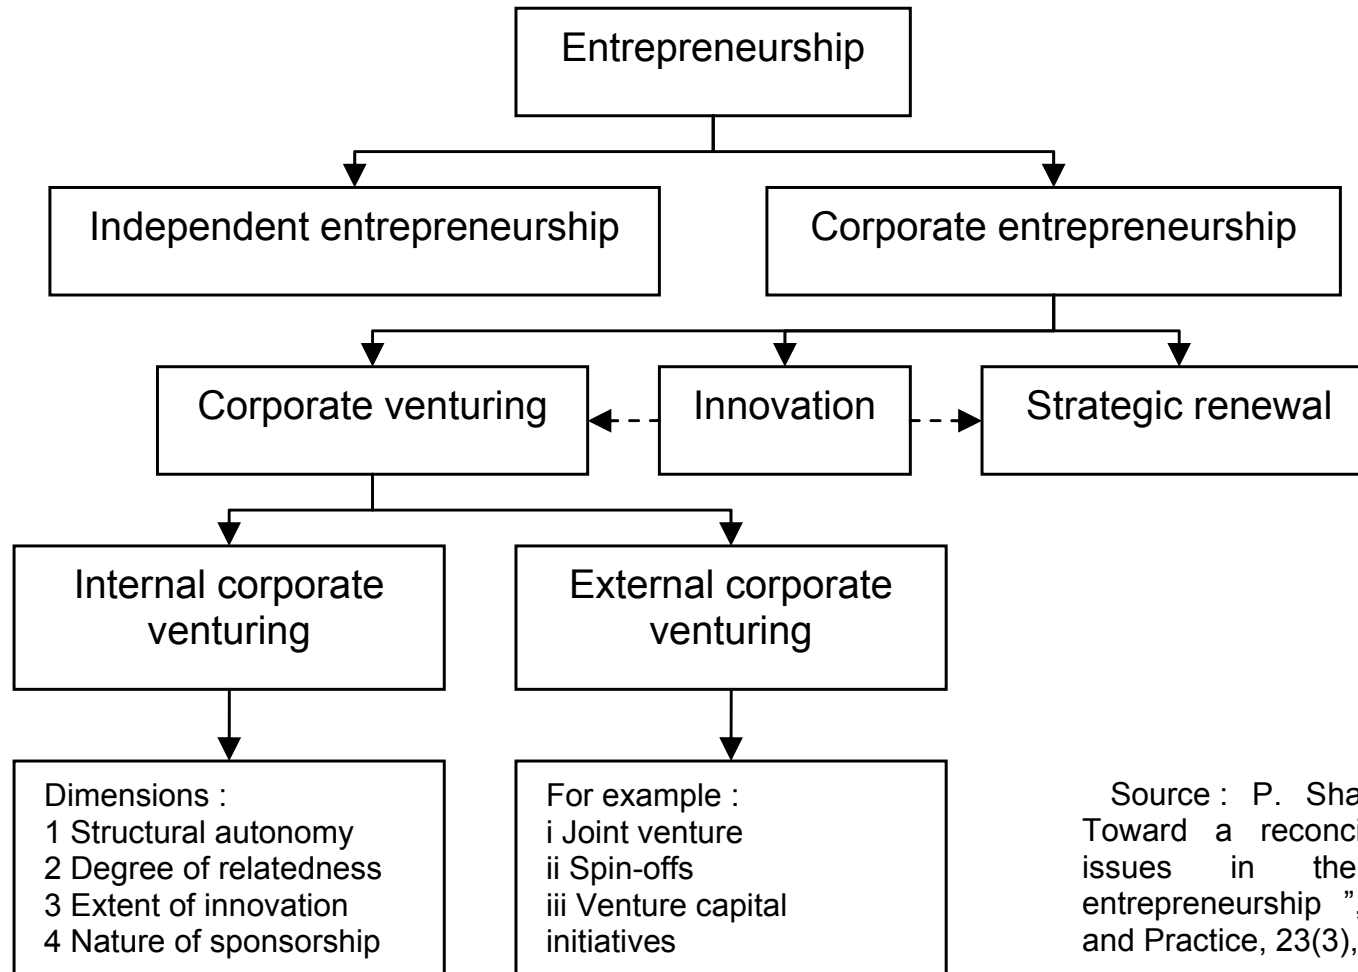 Entrepreneurship
Independent entrepreneurship
Corporate entrepreneurship
Corporate venturing
Innovation
Strategic renewal
Internal corporate
venturing
External corporate
venturing
Dimensions :
1 Structural autonomy
2 Degree of relatedness
3 Extent of innovation
4 Nature of sponsorship
For example :
i Joint venture
ii Spin-offs
iii Venture capital
initiatives
Source : P. Sha
Toward a reconci
issues in the
entrepreneurship ”,
and Practice, 23(3),